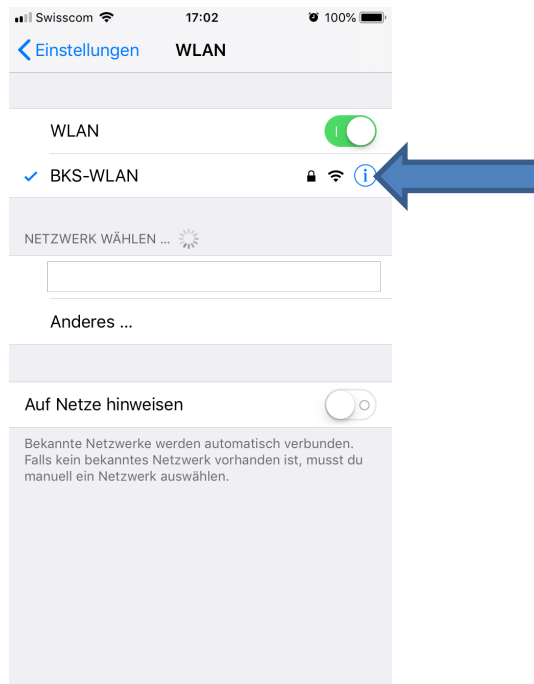 Swisscom 17:02 100%
Einstellungen WLAN
WLAN
BKS-WLAN
NETZWERK WÄHLEN ...
Anderes ...
Auf Netze hinweisen
Bekannte Netzwerke werden automatisch verbunden.
Falls kein bekanntes Netzwerk vorhanden ist, musst du
manuell ein Netzwerk auswählen.